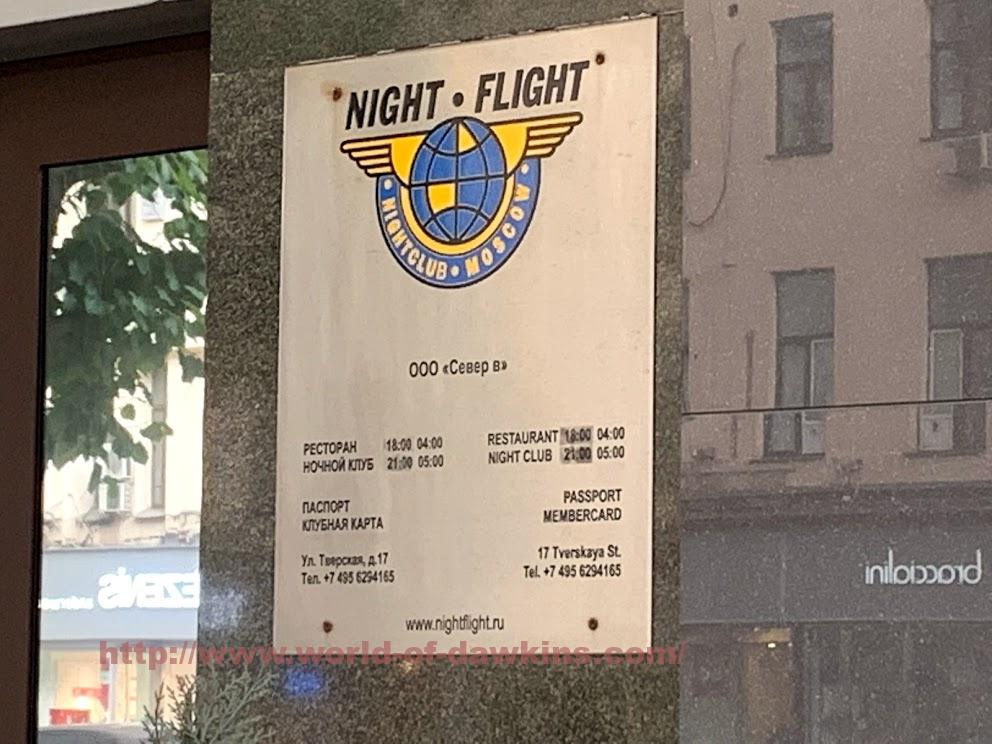 NIGHT • FLIGHT
• NIGHTCLUB • MOSCOW •
ООО «Север в»
РЕСТОРАН 18:00 04:00
НОЧНОЙ КЛУБ 21:00 05:00
RESTAURANT 18:00 04:00
NIGHT CLUB 21:00 05:00
ПАСПОРТ
КЛУБНАЯ КАРТА
PASSPORT
MEMBERCARD
Ул. Тверская, д.17
Тел. +7 495 6294165
17 Tverskaya St.
Tel. +7 495 6294165
www.nightflight.ru
braccialini
http://www.world-of-dawkins.com/